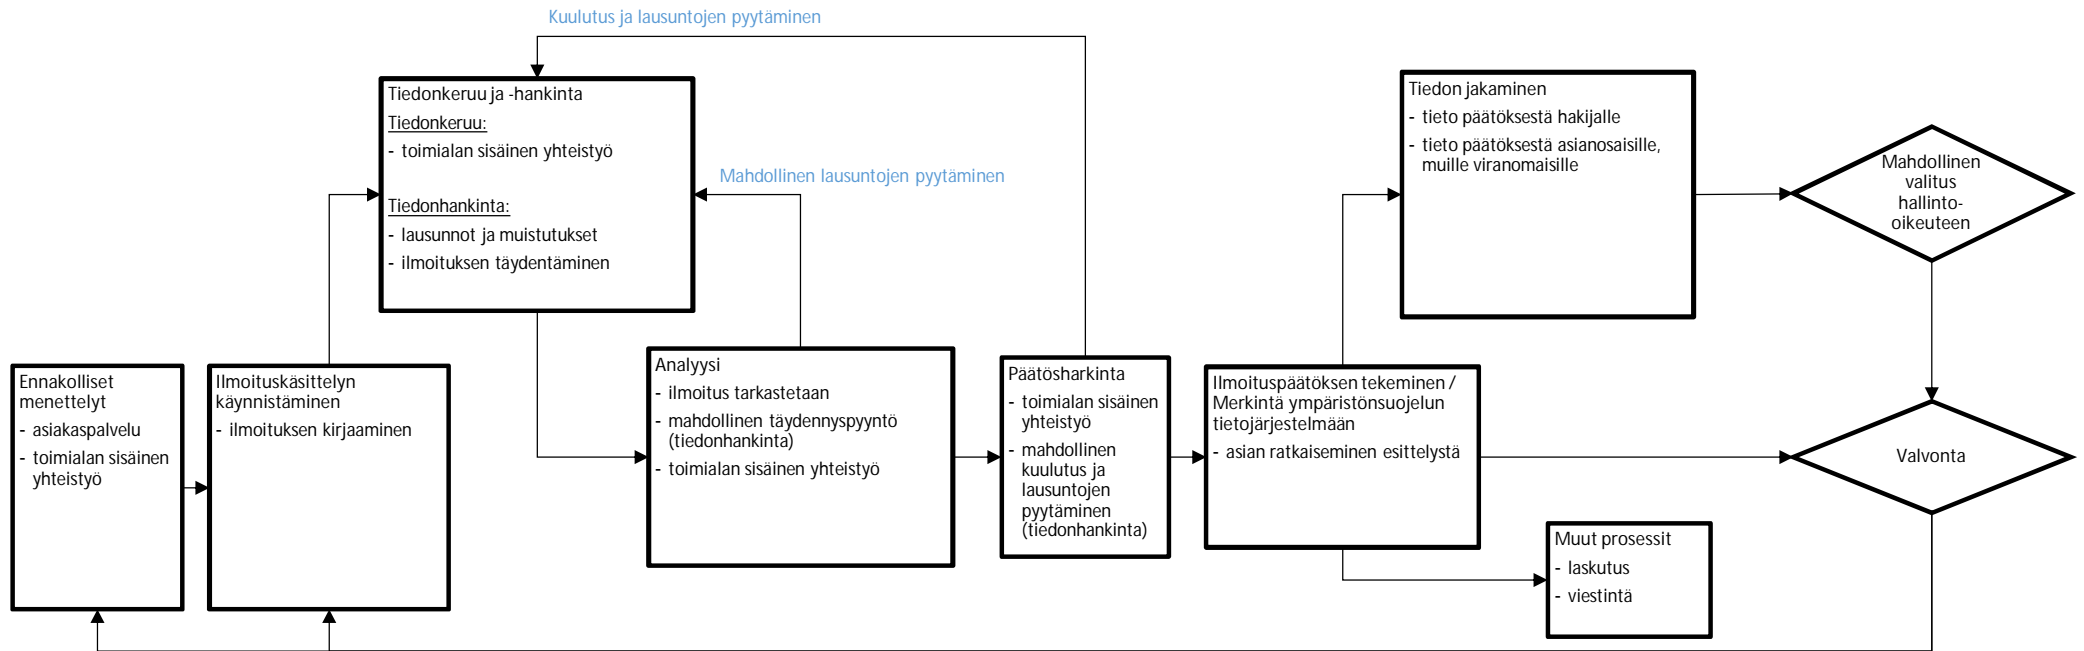 Kuulutus ja lausuntojen pyytäminen
Tiedonkeruu ja -hankinta
Tiedonkeruu:
- toimialan sisäinen yhteistyö
Tiedonhankinta:
- lausunnot ja muistutukset
- ilmoituksen täydentäminen
Mahdollinen lausuntojen pyytäminen
Tiedon jakaminen
- tieto päätöksestä hakijalle
- tieto päätöksestä asianosaisille,
muille viranomaisille
Mahdollinen
valitus
hallinto-
oikeuteen
Ennakolliset
menettelyt
- asiakaspalvelu
- toimialan sisäinen
yhteistyö
Ilmoituskäsittelyn
käynnistäminen
- ilmoituksen kirjaaminen
Analyysi
- ilmoitus tarkastetaan
- mahdollinen täydennyspyyntö
(tiedonhankinta)
- toimialan sisäinen yhteistyö
Päätösharkinta
- toimialan sisäinen
yhteistyö
- mahdollinen
kuulutus ja
lausuntojen
pyytäminen
(tiedonhankinta)
Ilmoituspäätöksen tekeminen /
Merkintä ympäristönsuojelun
tietojärjestelmään
- asian ratkaiseminen esittelystä
Valvonta
Muut prosessit
- laskutus
- viestintä